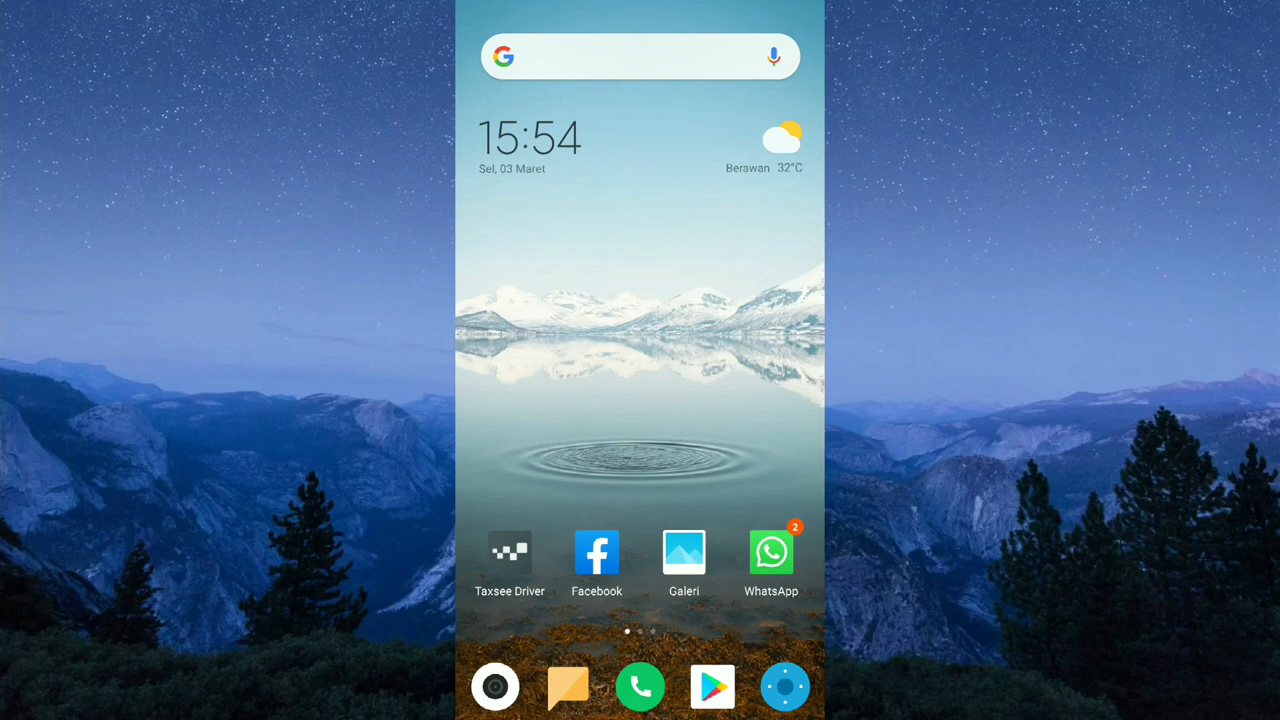 15:54
Sel, 03 Maret
Berawan 32°C
2
Taxsee Driver
Facebook
Galeri
WhatsApp